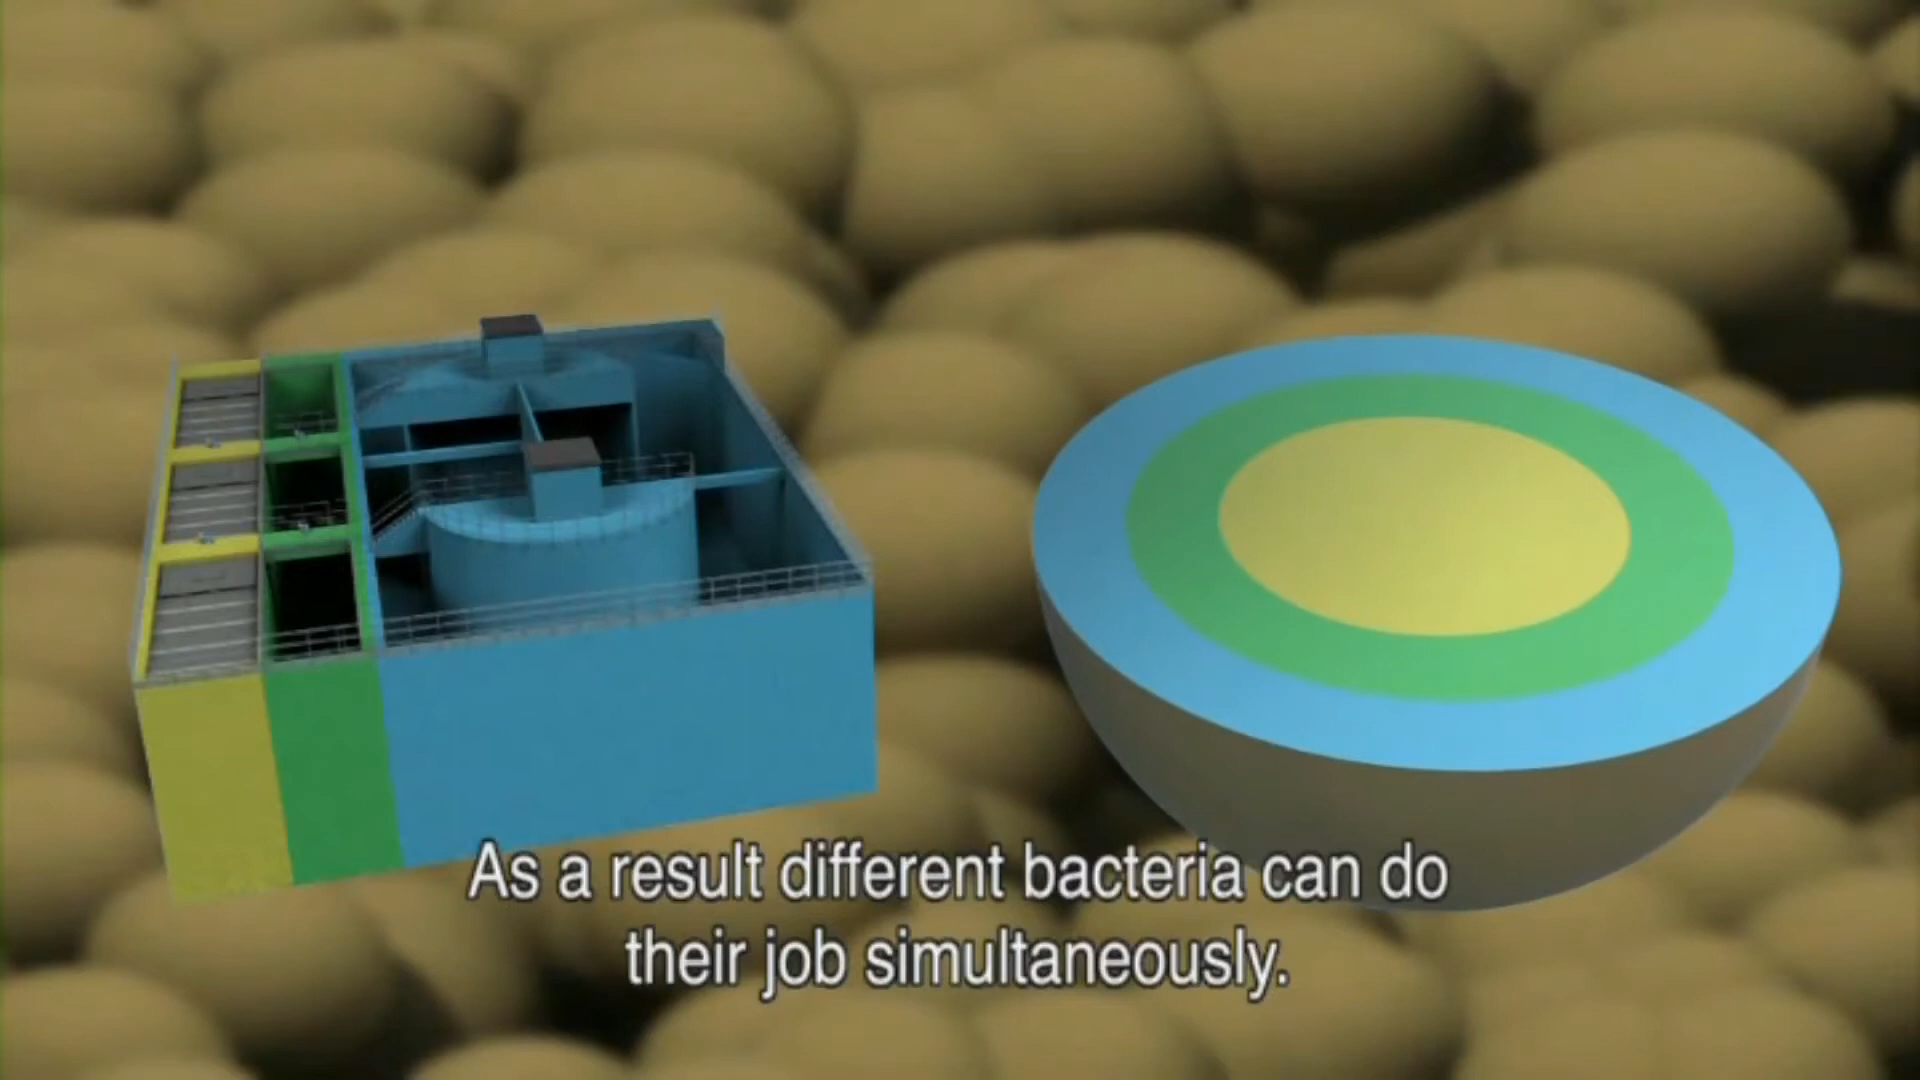 As a result different bacteria can do
their job simultaneously.